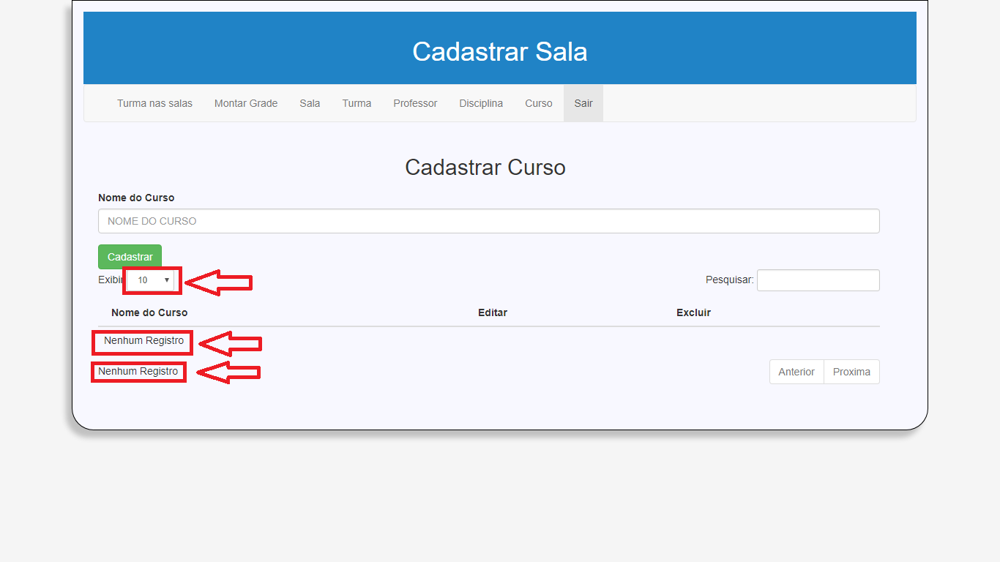 Cadastrar Sala
Turma nas salas Montar Grade Sala Turma Professor Disciplina Curso Sair
Cadastrar Curso
Nome do Curso
NOME DO CURSO
Cadastrar
Exibir 10 Pesquisar:
Nome do Curso Editar Excluir
Nenhum Registro
Nenhum Registro Anterior Proxima